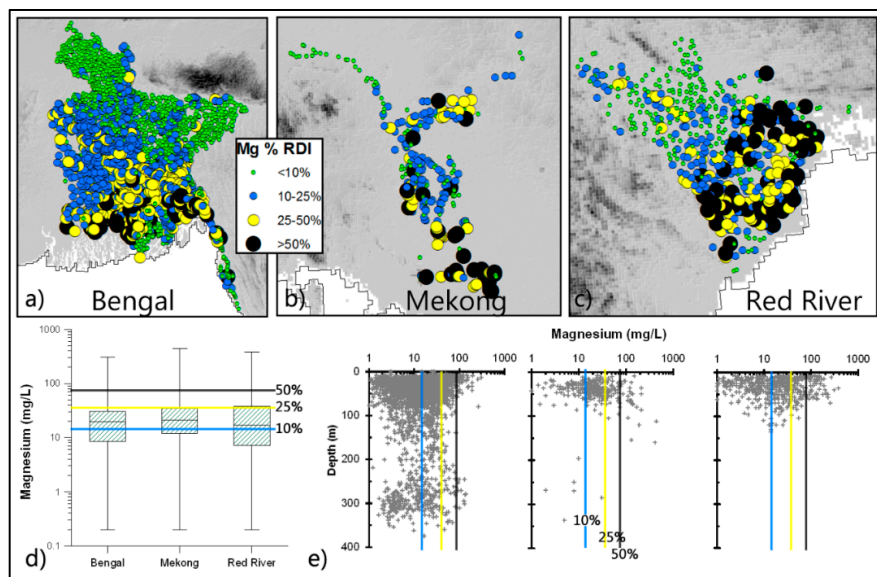 Mg % RDI
<10%
10-25%
25-50%
>50%
a) Bengal
b) Mekong
c) Red River
Magnesium (mg/L)
1000
100
10
1
0.1
50%
25%
10%
Bengal Mekong Red River
d)
Magnesium (mg/L)
1 10 100 1000 1 10 100 1000 1 10 100 1000
Depth (m)
0
100
200
300
400
10%
25%
50%
e)